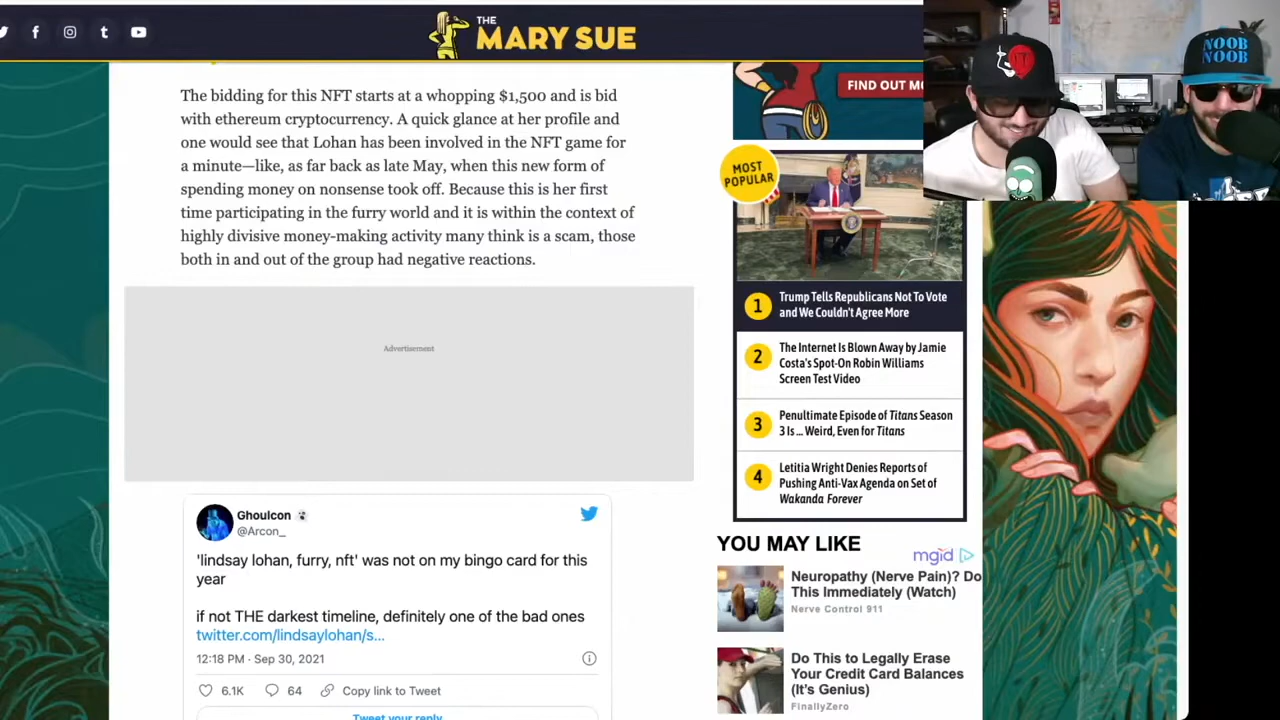 THE
MARY SUE
NOOB
NOOB
The bidding for this NFT starts at a whopping $1,500 and is bid
with ethereum cryptocurrency. A quick glance at her profile and
one would see that Lohan has been involved in the NFT game for
a minute—like, as far back as late May, when this new form of
spending money on nonsense took off. Because this is her first
time participating in the furry world and it is within the context of
highly divisive money-making activity many think is a scam, those
both in and out of the group had negative reactions.
Advertisement
Ghoulcon
@Arcon_
'lindsay lohan, furry, nft' was not on my bingo card for this
year
if not THE darkest timeline, definitely one of the bad ones
twitter.com/lindsaylohan/s...
12:18 PM · Sep 30, 2021
6.1K
64
Copy link to Tweet
Tweet your reply
FIND OUT MO
MOST
POPULAR
1
Trump Tells Republicans Not To Vote
and We Couldn't Agree More
2
The Internet Is Blown Away by Jamie
Costa's Spot-On Robin Williams
Screen Test Video
3
Penultimate Episode of Titans Season
3 Is ... Weird, Even for Titans
4
Letitia Wright Denies Reports of
Pushing Anti-Vax Agenda on Set of
Wakanda Forever
YOU MAY LIKE
mgid
Neuropathy (Nerve Pain)? Do
This Immediately (Watch)
Nerve Control 911
Do This to Legally Erase
Your Credit Card Balances
(It's Genius)
FinallyZero